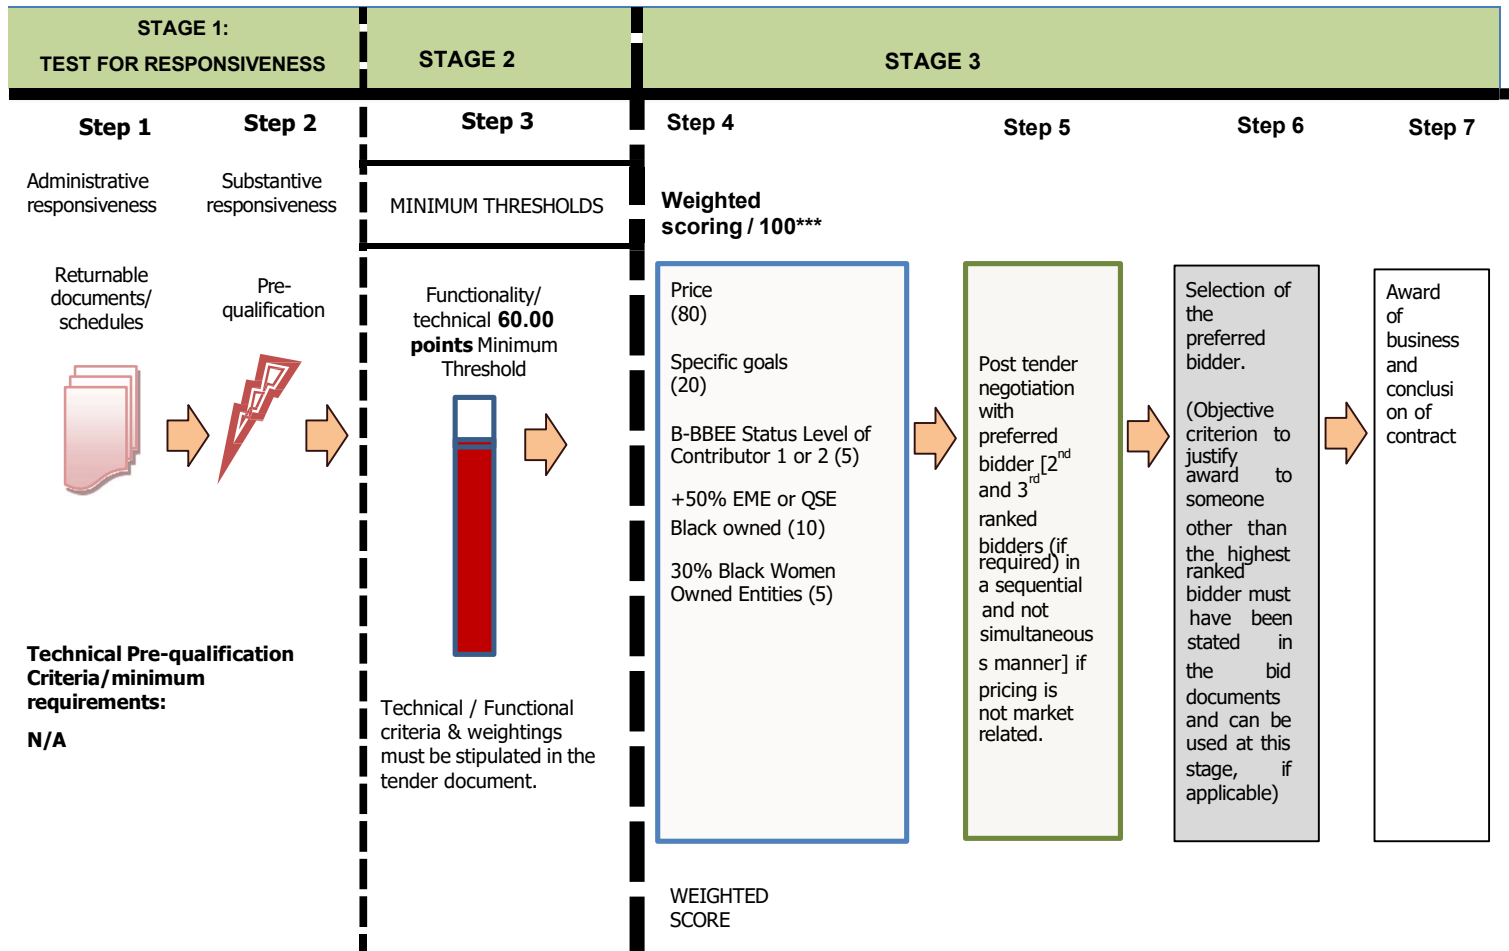 STAGE 1:
TEST FOR RESPONSIVENESS
STAGE 2
STAGE 3
Step 1
Step 2
Step 3
Step 4
Step 5
Step 6
Step 7
Administrative
responsiveness
Substantive
responsiveness
MINIMUM THRESHOLDS
Weighted
scoring / 100***
Returnable
documents/
schedules
Pre-
qualification
Functionality/
technical 60.00
points Minimum
Threshold
Technical Pre-qualification
Criteria/minimum
requirements:
N/A
Technical / Functional
criteria & weightings
must be stipulated in the
tender document.
Price
(80)
Specific goals
(20)
B-BBEE Status Level of
Contributor 1 or 2 (5)
+50% EME or QSE
Black owned (10)
30% Black Women
Owned Entities (5)
WEIGHTED
SCORE
Post tender
negotiation
with
preferred
bidder [2nd
and 3rd
ranked
bidders (if
required) in
a sequential
and not
simultaneous
s manner] if
pricing is
not market
related.
Selection of
the
preferred
bidder.
(Objective
criterion to
justify
award to
someone
other than
the highest
ranked
bidder must
have been
stated in
the bid
documents
and can be
used at this
stage, if
applicable)
Award
of
business
and
conclusi
on of
contract